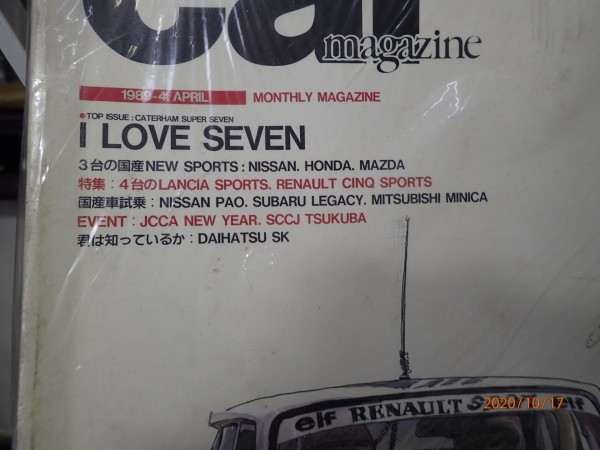 car
magazine
1989-4 APRIL MONTHLY MAGAZINE
●TOP ISSUE : CATERHAM SUPER SEVEN
I LOVE SEVEN
3台の国産NEW SPORTS : NISSAN. HONDA. MAZDA
特集 : 4台のLANCIA SPORTS. RENAULT CINQ SPORTS
国産車試乗 : NISSAN PAO. SUBARU LEGACY. MITSUBISHI MINICA
EVENT : JCCA NEW YEAR. SCCJ TSUKUBA
君は知っているか : DAIHATSU SK
elf RENAULT elf
2020/10/17